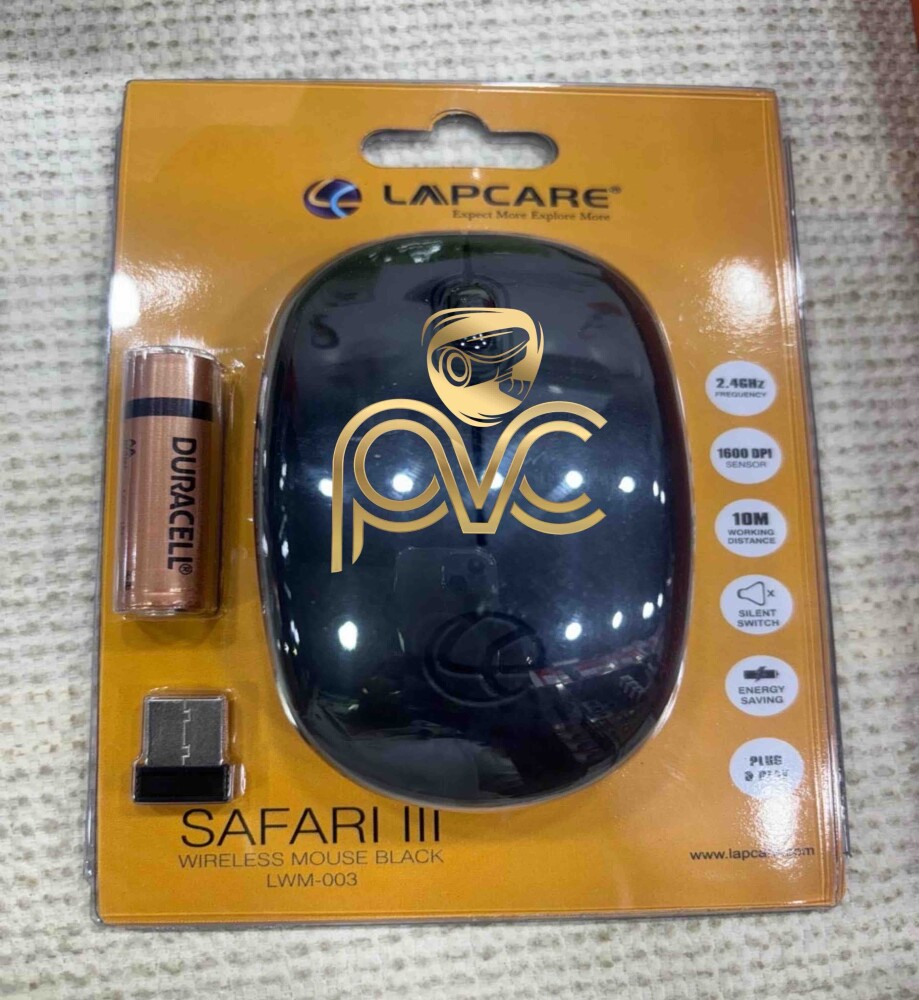 LAPCARE®
Expect More Explore More
2.4GHz
FREQUENCY
1600 DPI
SENSOR
10M
WORKING
DISTANCE
SILENT
SWITCH
ENERGY
SAVING
PLUG
DURACELL®
PVC
SAFARI III
WIRELESS MOUSE BLACK
LWM-003